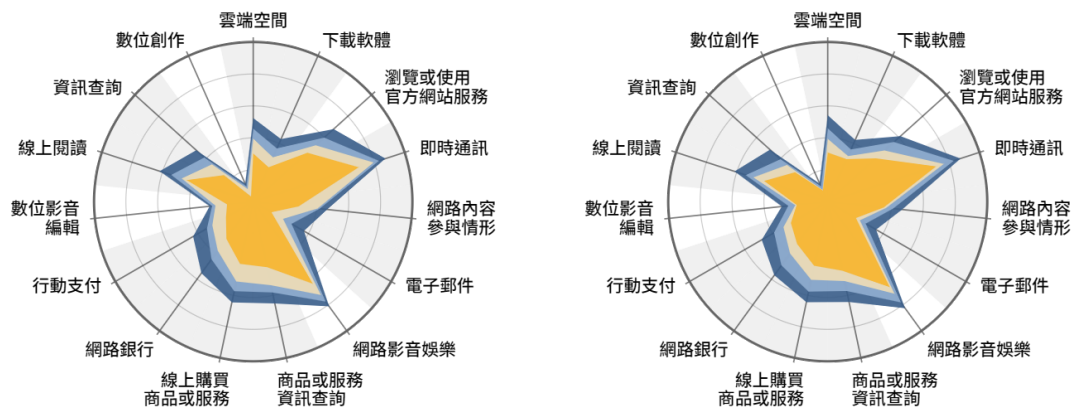 雲端空間
下載軟體
瀏覽或使用
官方網站服務
即時通訊
網路內容
參與情形
電子郵件
網路影音娛樂
商品或服務
資訊查詢
線上購買
商品或服務
網路銀行
行動支付
數位影音
編輯
線上閱讀
資訊查詢
數位創作
雲端空間
下載軟體
瀏覽或使用
官方網站服務
即時通訊
網路內容
參與情形
電子郵件
網路影音娛樂
商品或服務
資訊查詢
線上購買
商品或服務
網路銀行
行動支付
數位影音
編輯
線上閱讀
資訊查詢
數位創作